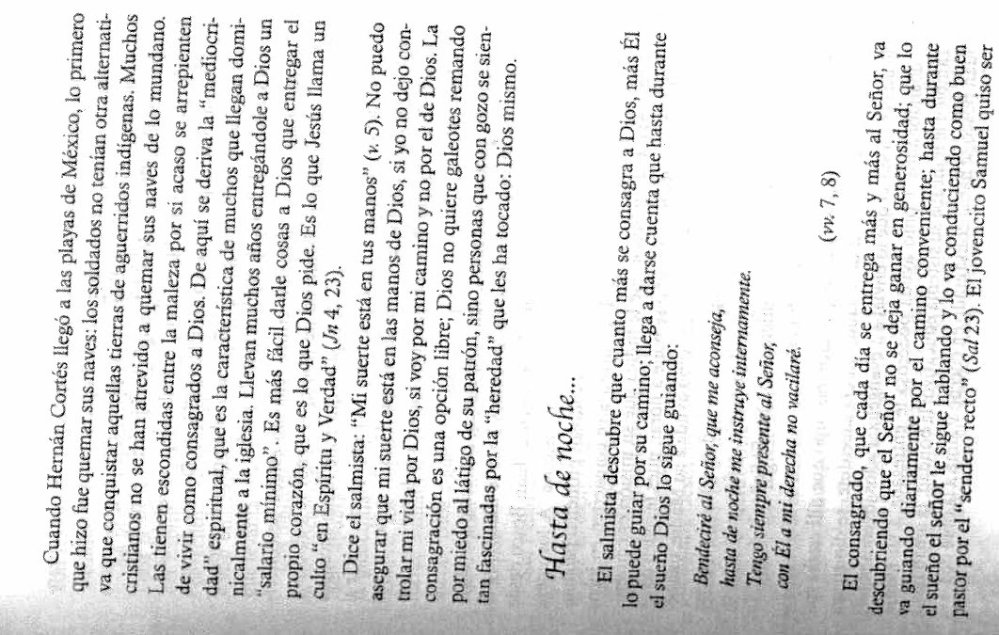 Cuando Hernán Cortés llegó a las playas de México, lo primero
que hizo fue quemar sus naves: los soldados no tenían otra alternati-
va que conquistar aquellas tierras de aguerridos indígenas. Muchos
cristianos no se han atrevido a quemar sus naves de lo mundano.
Las tienen escondidas entre la maleza por si acaso se arrepienten
de vivir como consagrados a Dios. De aquí se deriva la “mediocri-
dad” espiritual, que es la característica de muchos que llegan domi-
nicalmente a la iglesia. Llevan muchos años entregándole a Dios un
“salario mínimo”. Es más fácil darle cosas a Dios que entregar el
propio corazón, que es lo que Dios pide. Es lo que Jesús llama un
culto “en Espíritu y Verdad” (Jn 4, 23).
Dice el salmista: “Mi suerte está en tus manos” (v. 5). No puedo
asegurar que mi suerte está en las manos de Dios, si yo no dejo con-
trolar mi vida por Dios, si voy por mi camino y no por el de Dios. La
consagración es una opción libre; Dios no quiere galeotes remando
por miedo al látigo de su patrón, sino personas que con gozo se sien-
tan fascinadas por la “heredad” que les ha tocado: Dios mismo.
Hasta de noche...
El salmista descubre que cuanto más se consagra a Dios, más Él
lo puede guiar por su camino; llega a darse cuenta que hasta durante
el sueño Dios lo sigue guiando:
Bendeciré al Señor, que me aconseja,
hasta de noche me instruye internamente.
Tengo siempre presente al Señor,
con Él a mi derecha no vacilaré.
(vv. 7, 8)
El consagrado, que cada día se entrega más y más al Señor, va
descubriendo que el Señor no se deja ganar en generosidad; que lo
va guiando diariamente por el camino conveniente; hasta durante
el sueño el señor le sigue hablando y lo va conduciendo como buen
pastor por el “sendero recto” (Sal 23). El jovencito Samuel quiso ser